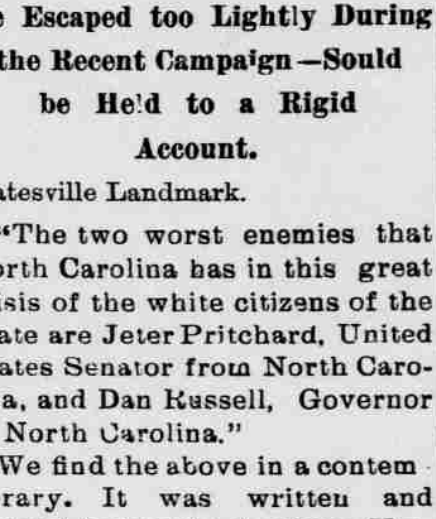 e Escaped too Lightly During
the Recent Campaign—Sould
be He'd to a Rigid
Account.
atesville Landmark.
"The two worst enemies that
orth Carolina has in this great
isis of the white citizens of the
ate are Jeter Pritchard, United
ates Senator from North Caro-
a, and Dan Russell, Governor
North Carolina."
We find the above in a contem-
rary. It was written and